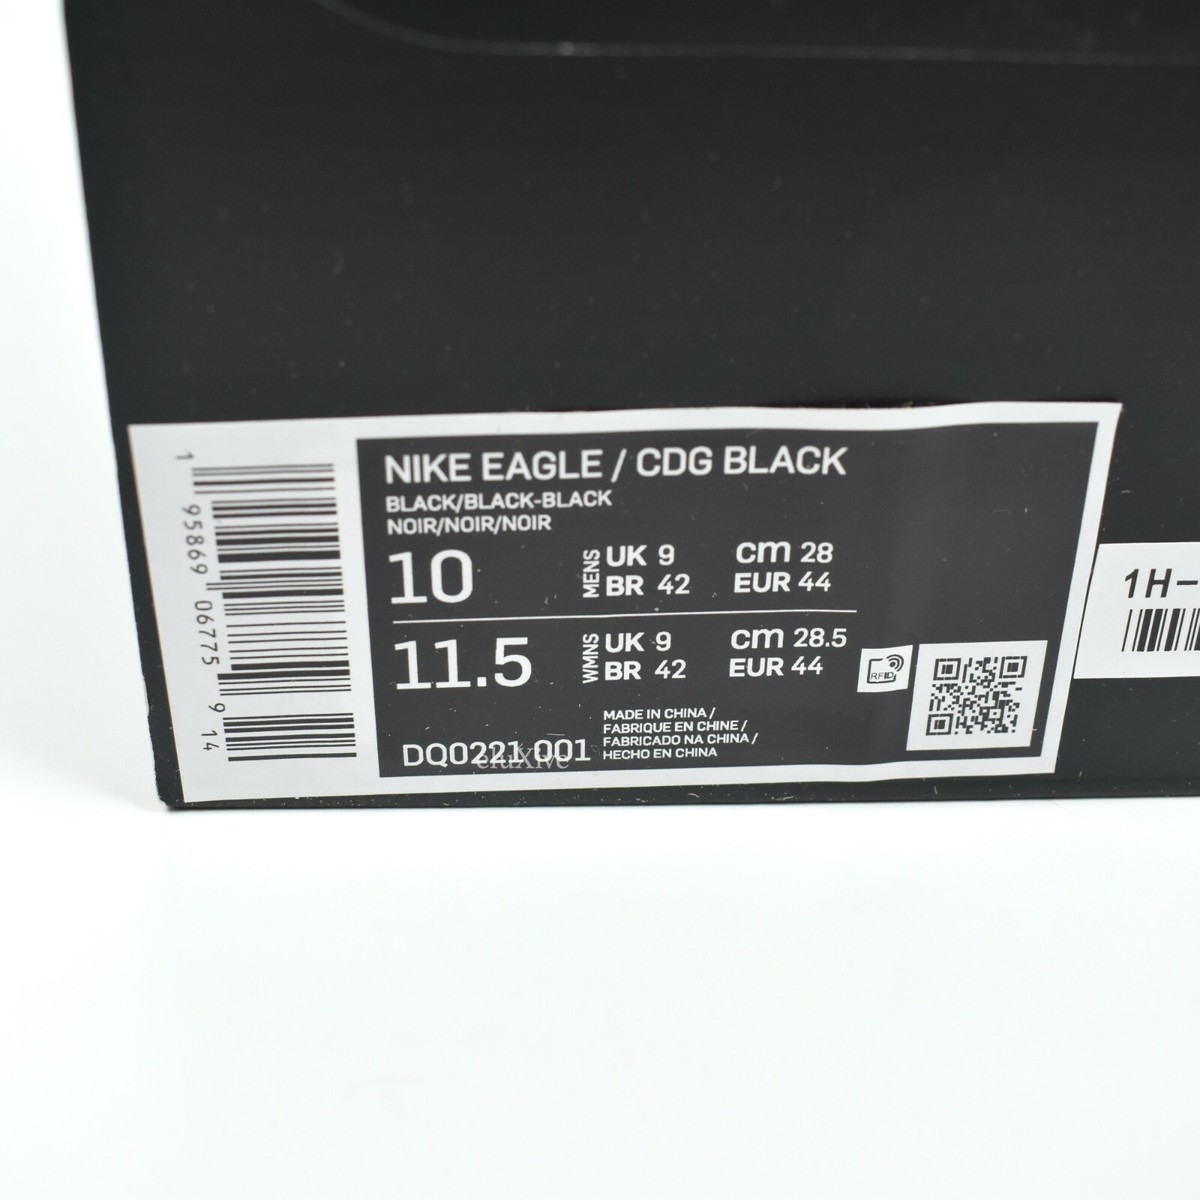 NIKE EAGLE / CDG BLACK
BLACK/BLACK-BLACK
NOIR/NOIR/NOIR
10 MENS UK 9 cm 28
BR 42 EUR 44
11.5 WMNS UK 9 cm 28.5
BR 42 EUR 44
RFID
MADE IN CHINA /
FABRIQUE EN CHINE /
FABRICADO NA CHINA /
HECHO EN CHINA
DQ0221 001
eluXive
1 95869 06775 9 14
1H-